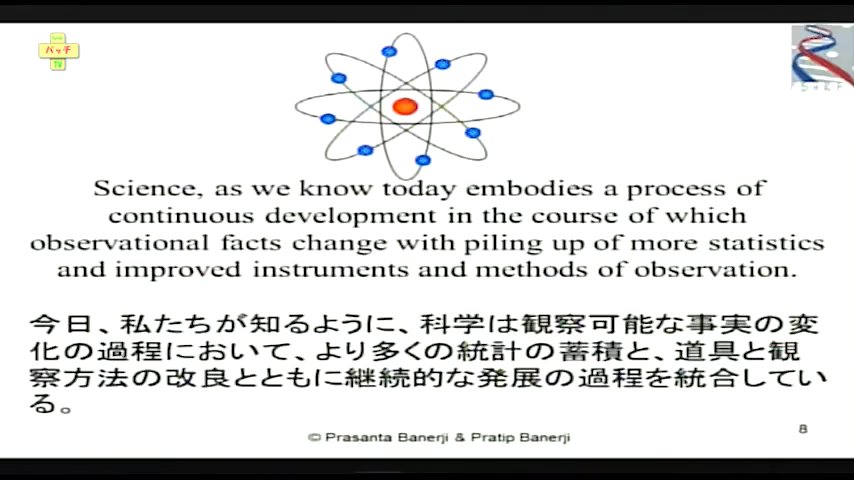 バッチ
TV
Science, as we know today embodies a process of
continuous development in the course of which
observational facts change with piling up of more statistics
and improved instruments and methods of observation.
今日、私たちが知るように、科学は観察可能な事実の変
化の過程において、より多くの統計の蓄積と、道具と観
察方法の改良とともに継続的な発展の過程を統合してい
る。
© Prasanta Banerji & Pratip Banerji
8